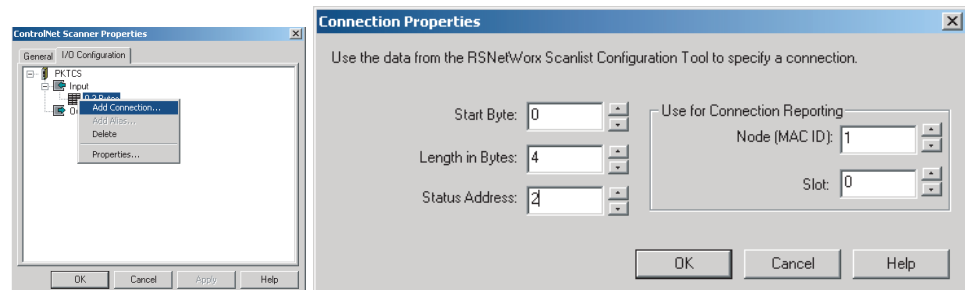 ControlNet Scanner Properties
General
I/O Configuration
PKTCS
Input
Add Connection...
Add Alias...
Delete
Properties...
OK
Cancel
Apply
Help
Connection Properties
Use the data from the RSNetWorx Scanlist Configuration Tool to specify a connection.
Start Byte: 0
Length in Bytes: 4
Status Address: 2
Use for Connection Reporting
Node (MAC ID): 1
Slot: 0
OK
Cancel
Help